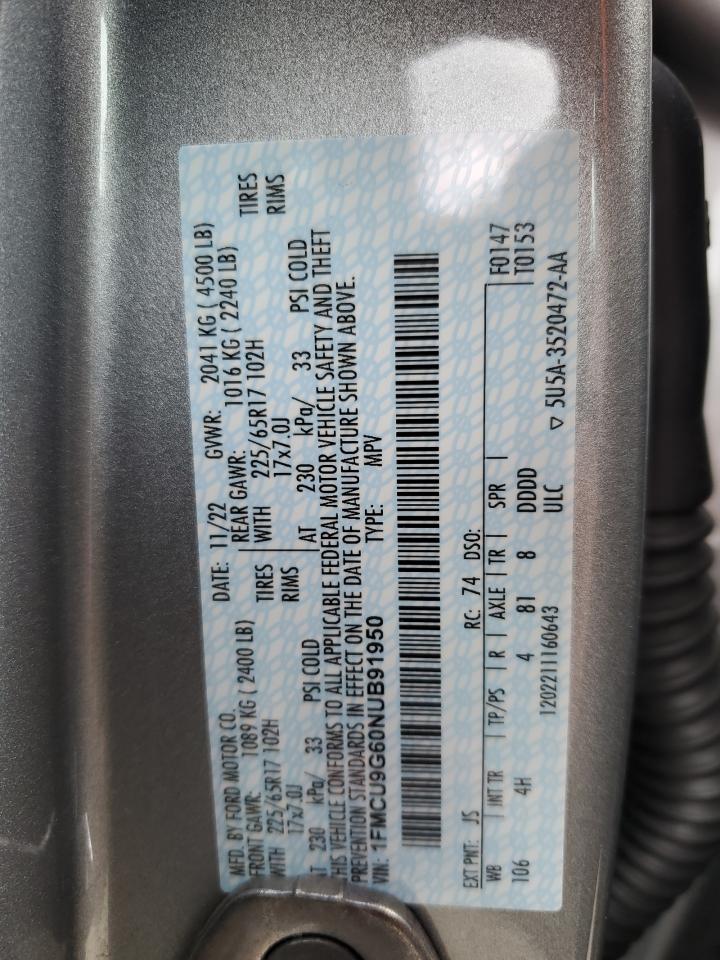 MFD. BY FORD MOTOR CO. DATE: 11/22 GVWR: 2041 KG ( 4500 LB)
FRONT GAWR: 1089 KG ( 2400 LB) REAR GAWR: 1016 KG ( 2240 LB)
WITH 225/65R17 102H TIRES WITH 225/65R17 102H TIRES
17x7.0J RIMS 17x7.0J RIMS
AT 230 kPa/ 33 PSI COLD AT 230 kPa/ 33 PSI COLD
THIS VEHICLE CONFORMS TO ALL APPLICABLE FEDERAL MOTOR VEHICLE SAFETY AND THEFT
PREVENTION STANDARDS IN EFFECT ON THE DATE OF MANUFACTURE SHOWN ABOVE.
VIN: 1FMCU9G60NUB91950 TYPE: MPV
EXT PNT: JS RC: 74 DSO: F0147
WB INT TR TP/PS R AXLE TR SPR T0153
106 4H 4 81 8 DDDD
1202211160643 ULC ▽ 5U5A-3520472-AA